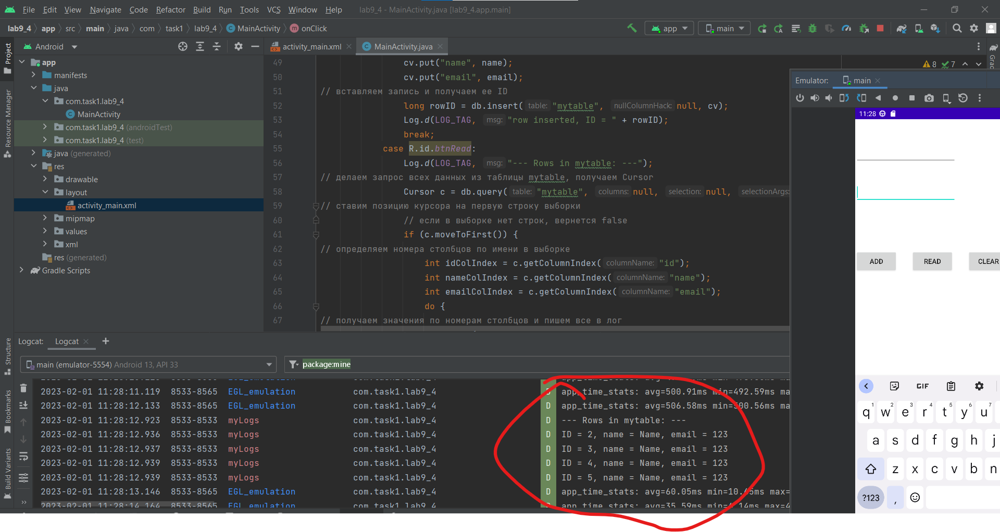 File Edit View Navigate Code Refactor Build Run Tools VCS Window Help lab9_4 - MainActivity.java [lab9_4.app.main]
lab9_4 app src main java com task1 lab9_4 MainActivity onClick app main
Project
Resource Manager
Structure
Bookmarks
Build Variants
Android
app
manifests
java
com.task1.lab9_4
MainActivity
com.task1.lab9_4 (androidTest)
com.task1.lab9_4 (test)
java (generated)
res
drawable
layout
activity_main.xml
mipmap
values
xml
res (generated)
Gradle Scripts
activity_main.xml MainActivity.java
8 7
49 cv.put("name", name);
50 cv.put("email", email);
51 // вставляем запись и получаем ее ID
52 long rowID = db.insert( table: "mytable", nullColumnHack: null, cv);
53 Log.d(LOG_TAG, msg: "row inserted, ID = " + rowID);
54 break;
55 case R.id.btnRead:
56 Log.d(LOG_TAG, msg: "--- Rows in mytable: ---");
57 // делаем запрос всех данных из таблицы mytable, получаем Cursor
58 Cursor c = db.query( table: "mytable", columns: null, selection: null, selectionArgs:
59 // ставим позицию курсора на первую строку выборки
60 // если в выборке нет строк, вернется false
61 if (c.moveToFirst()) {
62 // определяем номера столбцов по имени в выборке
63 int idColIndex = c.getColumnIndex( columnName: "id");
64 int nameColIndex = c.getColumnIndex( columnName: "name");
65 int emailColIndex = c.getColumnIndex( columnName: "email");
66 do {
67 // получаем значения по номерам столбцов и пишем все в лог
Grac
Emulator: main
11:28
ADD READ CLEAR
GIF
q 1 w 2 e 3 r 4 t 5 y 6 u 7
a s d f g h j
z x c v b n
?123 ,
Logcat: Logcat +
main (emulator-5554) Android 13, API 33 package:mine
2023-02-01 11:28:11.119 8533-8565 EGL_emulation com.task1.lab9_4 D app_time_stats: avg=500.91ms min=492.59ms ma
2023-02-01 11:28:12.133 8533-8565 EGL_emulation com.task1.lab9_4 D app_time_stats: avg=506.58ms min=500.56ms ma
2023-02-01 11:28:12.923 8533-8533 myLogs com.task1.lab9_4 D --- Rows in mytable: ---
2023-02-01 11:28:12.936 8533-8533 myLogs com.task1.lab9_4 D ID = 2, name = Name, email = 123
2023-02-01 11:28:12.937 8533-8533 myLogs com.task1.lab9_4 D ID = 3, name = Name, email = 123
2023-02-01 11:28:12.939 8533-8533 myLogs com.task1.lab9_4 D ID = 4, name = Name, email = 123
2023-02-01 11:28:12.939 8533-8533 myLogs com.task1.lab9_4 D ID = 5, name = Name, email = 123
2023-02-01 11:28:13.146 8533-8565 EGL_emulation com.task1.lab9_4 D app_time_stats: avg=60.05ms min=10.45ms max=
2023-02-01 11:28:14.164 8533-8565 EGL_emulation com.task1.lab9_4 D app_time_stats: avg=35.59ms max=4